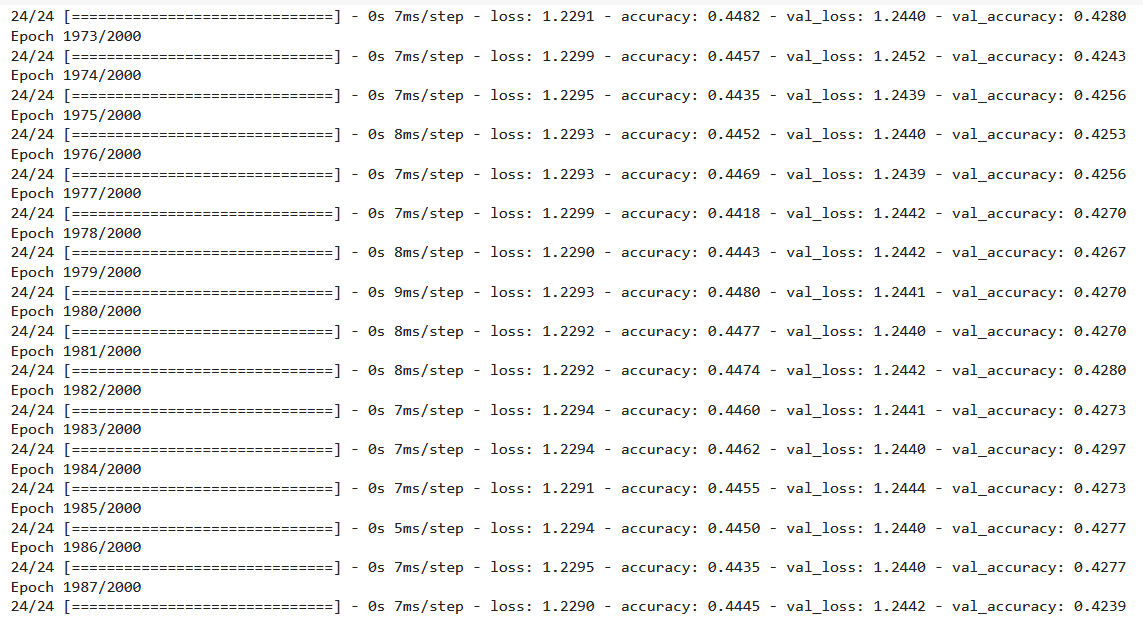 24/24 [==============================] - 0s 7ms/step - loss: 1.2291 - accuracy: 0.4482 - val_loss: 1.2440 - val_accuracy: 0.4280
Epoch 1973/2000
24/24 [==============================] - 0s 7ms/step - loss: 1.2299 - accuracy: 0.4457 - val_loss: 1.2452 - val_accuracy: 0.4243
Epoch 1974/2000
24/24 [==============================] - 0s 7ms/step - loss: 1.2295 - accuracy: 0.4435 - val_loss: 1.2439 - val_accuracy: 0.4256
Epoch 1975/2000
24/24 [==============================] - 0s 8ms/step - loss: 1.2293 - accuracy: 0.4452 - val_loss: 1.2440 - val_accuracy: 0.4253
Epoch 1976/2000
24/24 [==============================] - 0s 7ms/step - loss: 1.2293 - accuracy: 0.4469 - val_loss: 1.2439 - val_accuracy: 0.4256
Epoch 1977/2000
24/24 [==============================] - 0s 7ms/step - loss: 1.2299 - accuracy: 0.4418 - val_loss: 1.2442 - val_accuracy: 0.4270
Epoch 1978/2000
24/24 [==============================] - 0s 8ms/step - loss: 1.2290 - accuracy: 0.4443 - val_loss: 1.2442 - val_accuracy: 0.4267
Epoch 1979/2000
24/24 [==============================] - 0s 9ms/step - loss: 1.2293 - accuracy: 0.4480 - val_loss: 1.2441 - val_accuracy: 0.4270
Epoch 1980/2000
24/24 [==============================] - 0s 8ms/step - loss: 1.2292 - accuracy: 0.4477 - val_loss: 1.2440 - val_accuracy: 0.4270
Epoch 1981/2000
24/24 [==============================] - 0s 8ms/step - loss: 1.2292 - accuracy: 0.4474 - val_loss: 1.2442 - val_accuracy: 0.4280
Epoch 1982/2000
24/24 [==============================] - 0s 7ms/step - loss: 1.2294 - accuracy: 0.4460 - val_loss: 1.2441 - val_accuracy: 0.4273
Epoch 1983/2000
24/24 [==============================] - 0s 7ms/step - loss: 1.2294 - accuracy: 0.4462 - val_loss: 1.2440 - val_accuracy: 0.4297
Epoch 1984/2000
24/24 [==============================] - 0s 7ms/step - loss: 1.2291 - accuracy: 0.4455 - val_loss: 1.2444 - val_accuracy: 0.4273
Epoch 1985/2000
24/24 [==============================] - 0s 5ms/step - loss: 1.2294 - accuracy: 0.4450 - val_loss: 1.2440 - val_accuracy: 0.4277
Epoch 1986/2000
24/24 [==============================] - 0s 7ms/step - loss: 1.2295 - accuracy: 0.4435 - val_loss: 1.2440 - val_accuracy: 0.4277
Epoch 1987/2000
24/24 [==============================] - 0s 7ms/step - loss: 1.2290 - accuracy: 0.4445 - val_loss: 1.2442 - val_accuracy: 0.4239